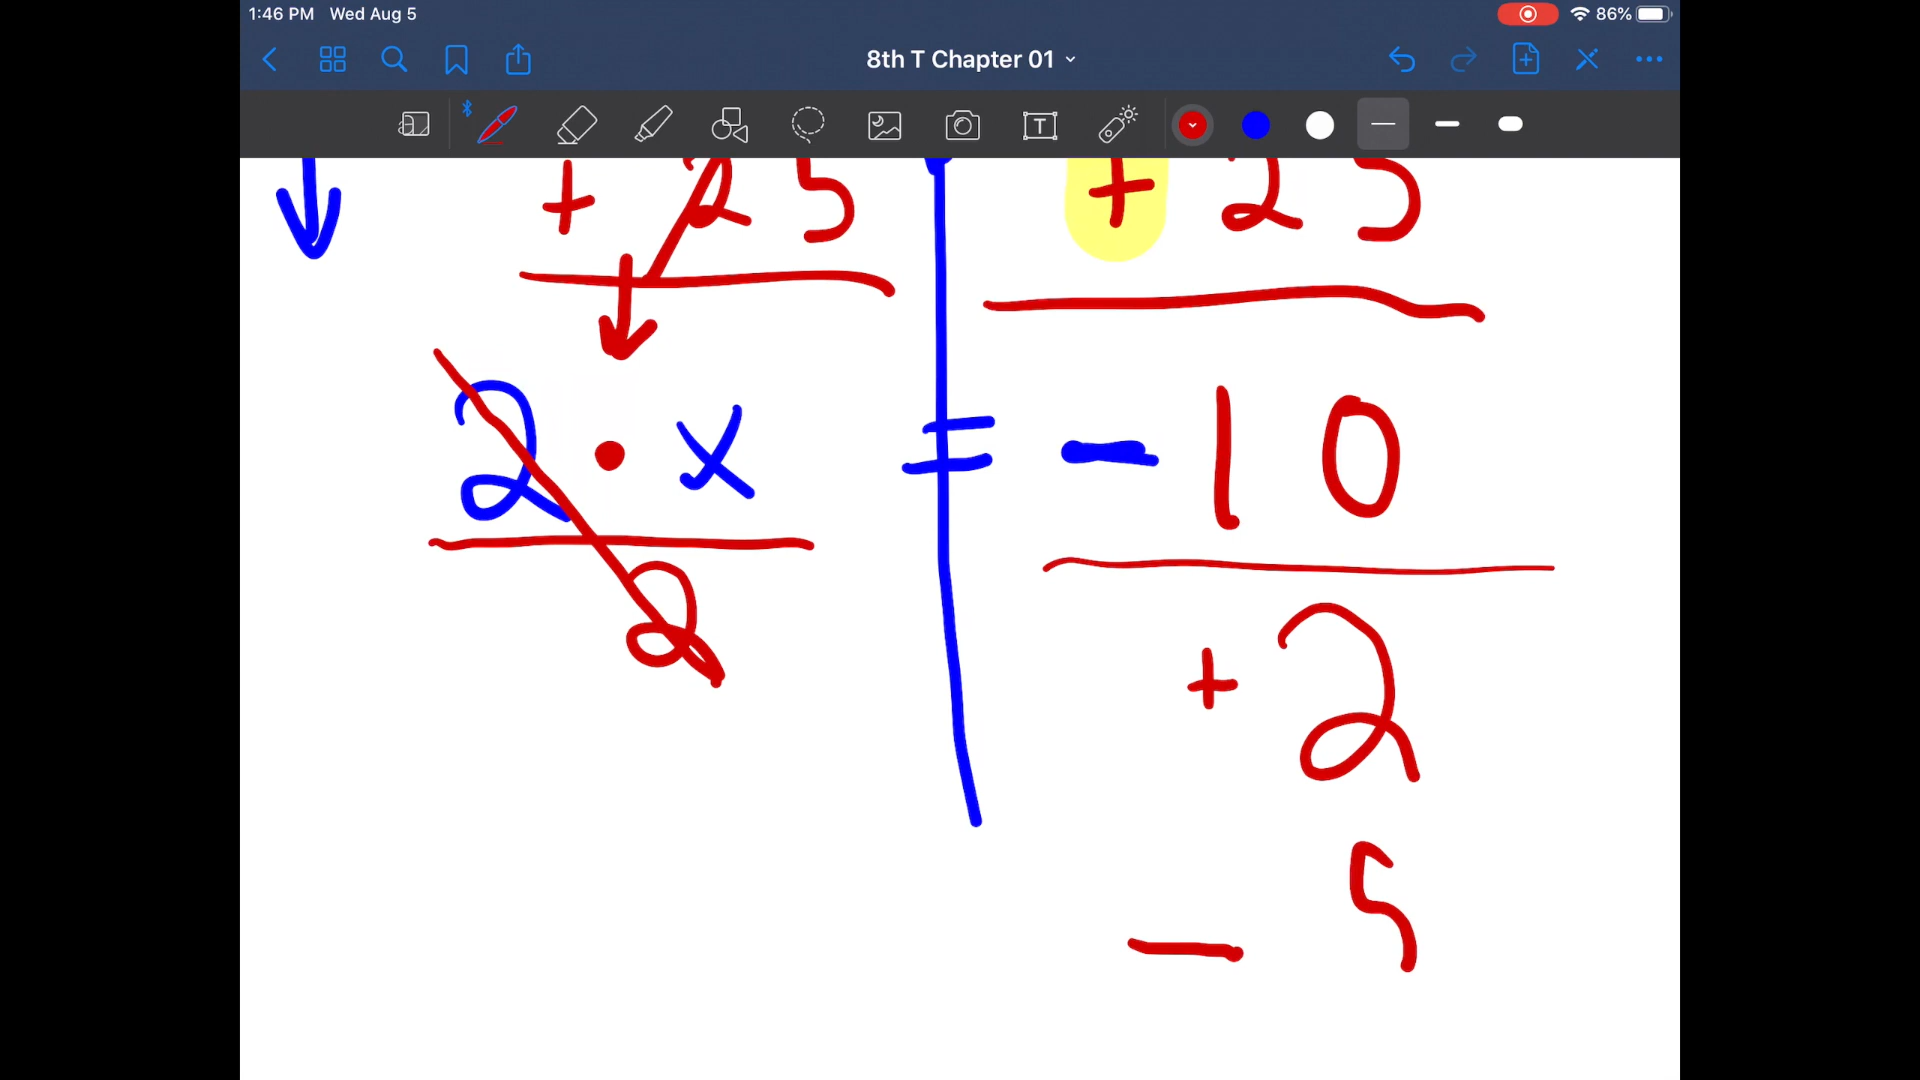 1:46 PM Wed Aug 5
86%
8th T Chapter 01
T
+ 25 + 25
2 • x = - 10
2 + 2
- 5